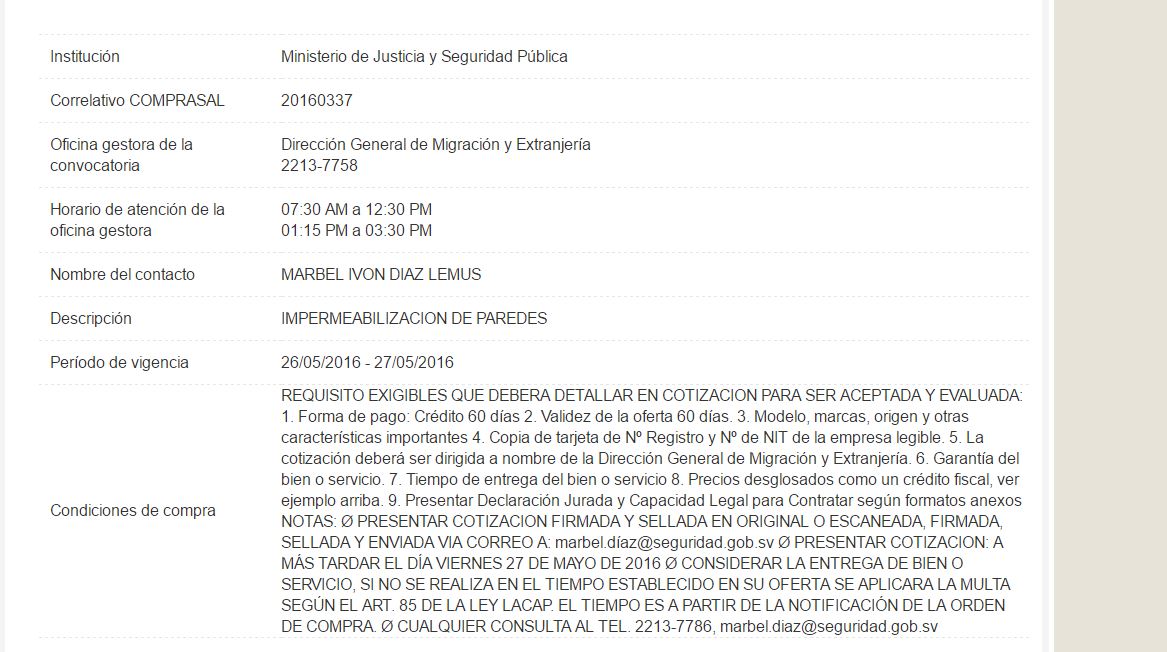 Institución Ministerio de Justicia y Seguridad Pública
Correlativo COMPRASAL 20160337
Oficina gestora de la convocatoria
Dirección General de Migración y Extranjería
2213-7758
Horario de atención de la oficina gestora
07:30 AM a 12:30 PM
01:15 PM a 03:30 PM
Nombre del contacto MARBEL IVON DIAZ LEMUS
Descripción IMPERMEABILIZACION DE PAREDES
Período de vigencia 26/05/2016 - 27/05/2016
Condiciones de compra
REQUISITO EXIGIBLES QUE DEBERA DETALLAR EN COTIZACION PARA SER ACEPTADA Y EVALUADA:
1. Forma de pago: Crédito 60 días 2. Validez de la oferta 60 días. 3. Modelo, marcas, origen y otras
características importantes 4. Copia de tarjeta de Nº Registro y Nº de NIT de la empresa legible. 5. La
cotización deberá ser dirigida a nombre de la Dirección General de Migración y Extranjería. 6. Garantía del
bien o servicio. 7. Tiempo de entrega del bien o servicio 8. Precios desglosados como un crédito fiscal, ver
ejemplo arriba. 9. Presentar Declaración Jurada y Capacidad Legal para Contratar según formatos anexos
NOTAS: Ø PRESENTAR COTIZACION FIRMADA Y SELLADA EN ORIGINAL O ESCANEADA, FIRMADA,
SELLADA Y ENVIADA VIA CORREO A: marbel.díaz@seguridad.gob.sv Ø PRESENTAR COTIZACION: A
MÁS TARDAR EL DÍA VIERNES 27 DE MAYO DE 2016 Ø CONSIDERAR LA ENTREGA DE BIEN O
SERVICIO, SI NO SE REALIZA EN EL TIEMPO ESTABLECIDO EN SU OFERTA SE APLICARA LA MULTA
SEGÚN EL ART. 85 DE LA LEY LACAP. EL TIEMPO ES A PARTIR DE LA NOTIFICACIÓN DE LA ORDEN
DE COMPRA. Ø CUALQUIER CONSULTA AL TEL. 2213-7786, marbel.diaz@seguridad.gob.sv